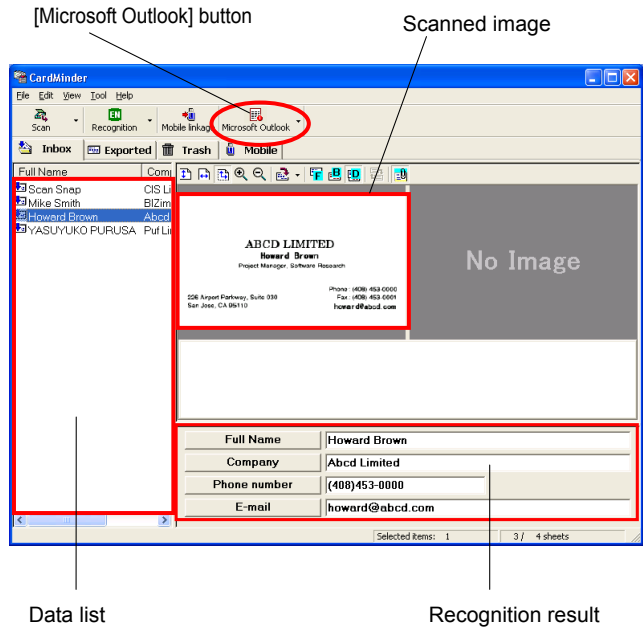 [Microsoft Outlook] button
Scanned image
CardMinder
File Edit View Tool Help
Scan Recognition Mobile linkag Microsoft Outlook
Inbox Exported Trash Mobile
Full Name Comp
Scan Snap CIS Li
Mike Smith BIZim
Howard Brown Abcd
YASUYUKO PURUSA Puf Lir
ABCD LIMITED
Howard Brown
Project Manager, Software Research
226 Airport Parkway, Suite 930
San Jose, CA 95110
Phone : (408) 453-0000
Fax : (408) 453-0001
howard@abcd.com
No Image
Full Name Howard Brown
Company Abcd Limited
Phone number (408)453-0000
E-mail howard@abcd.com
Selected items: 1 3 / 4 sheets
Data list
Recognition result